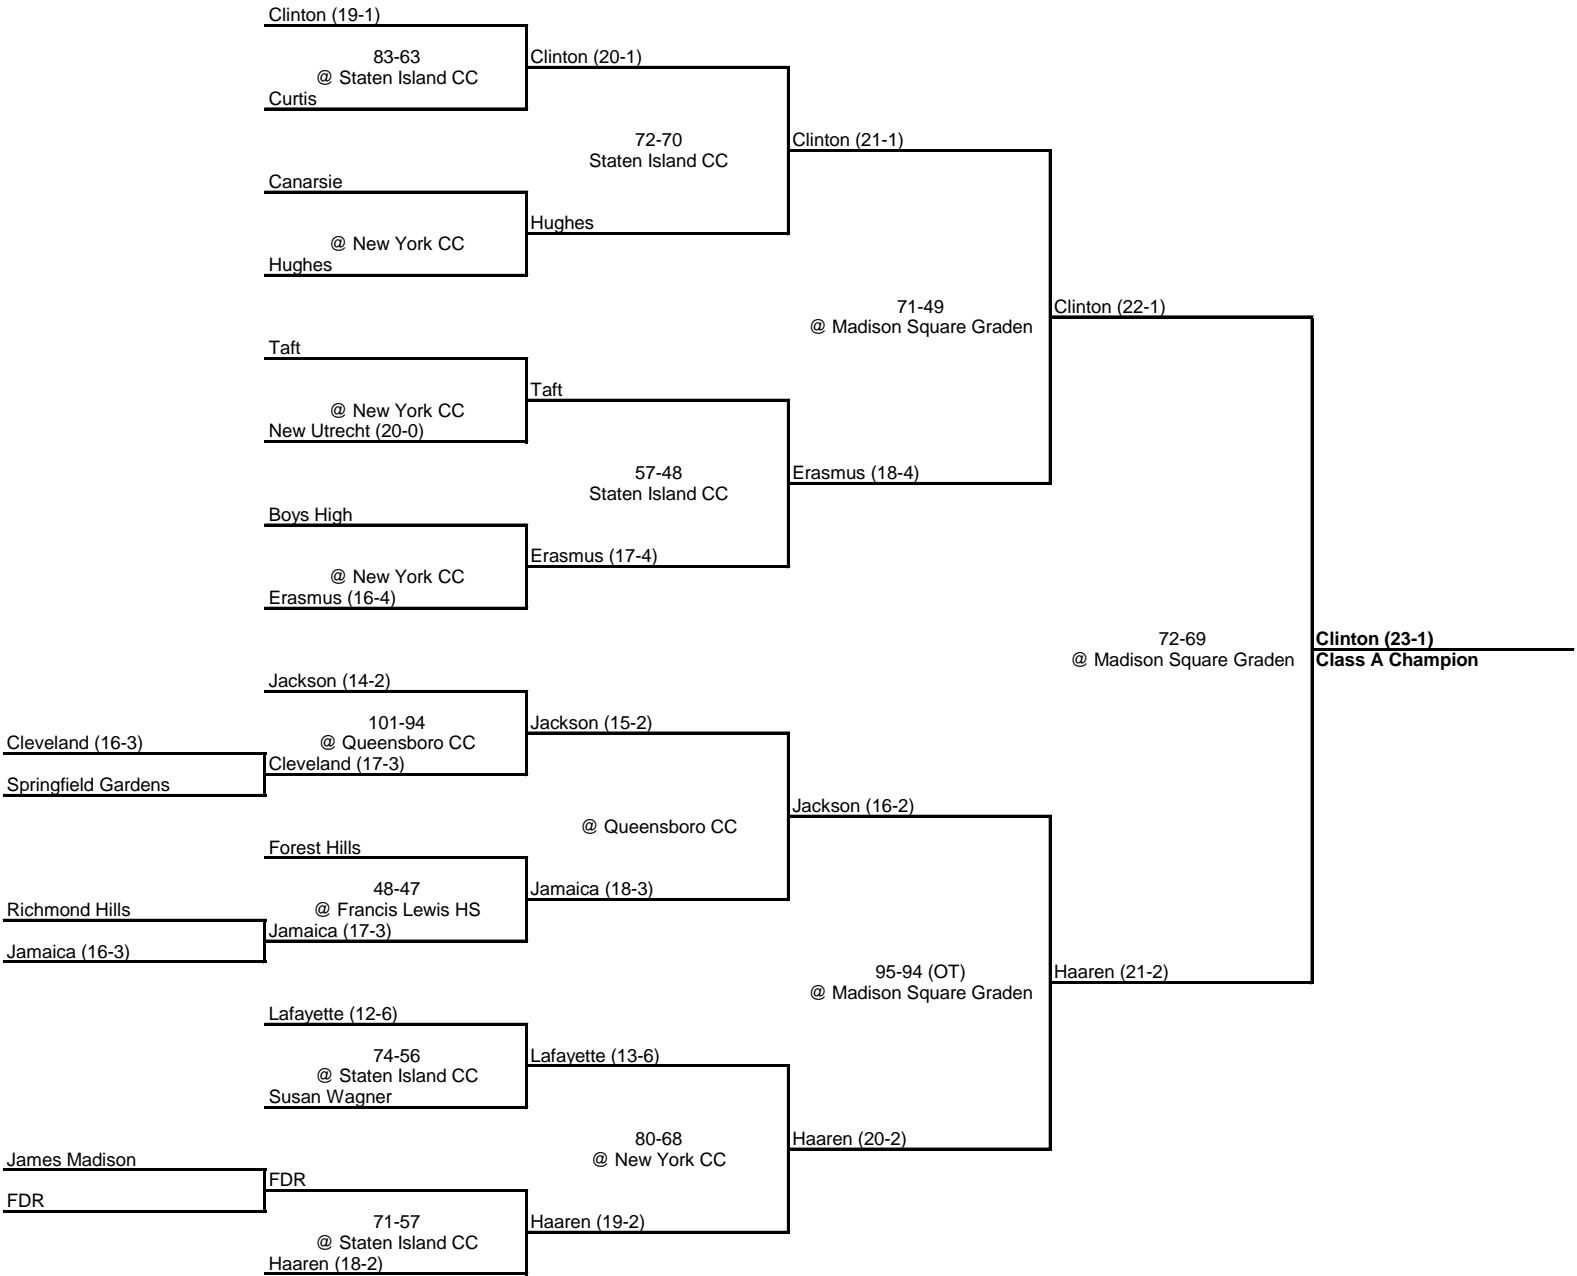 Clinton (19-1)
83-63
@ Staten Island CC
Curtis
Clinton (20-1)
72-70
Staten Island CC
Canarsie
@ New York CC
Hughes
Hughes
Clinton (21-1)
71-49
@ Madison Square Graden
Taft
@ New York CC
New Utrecht (20-0)
Taft
57-48
Staten Island CC
Boys High
@ New York CC
Erasmus (16-4)
Erasmus (17-4)
Erasmus (18-4)
Clinton (22-1)
72-69
@ Madison Square Graden
Clinton (23-1)
Class A Champion
Jackson (14-2)
101-94
@ Queensboro CC
Cleveland (16-3)
Springfield Gardens
Cleveland (17-3)
Jackson (15-2)
@ Queensboro CC
Forest Hills
48-47
@ Francis Lewis HS
Richmond Hills
Jamaica (16-3)
Jamaica (17-3)
Jamaica (18-3)
Jackson (16-2)
95-94 (OT)
@ Madison Square Graden
Haaren (21-2)
Lafayette (12-6)
74-56
@ Staten Island CC
Susan Wagner
Lafayette (13-6)
80-68
@ New York CC
Haaren (20-2)
James Madison
FDR
FDR
71-57
@ Staten Island CC
Haaren (18-2)
Haaren (19-2)